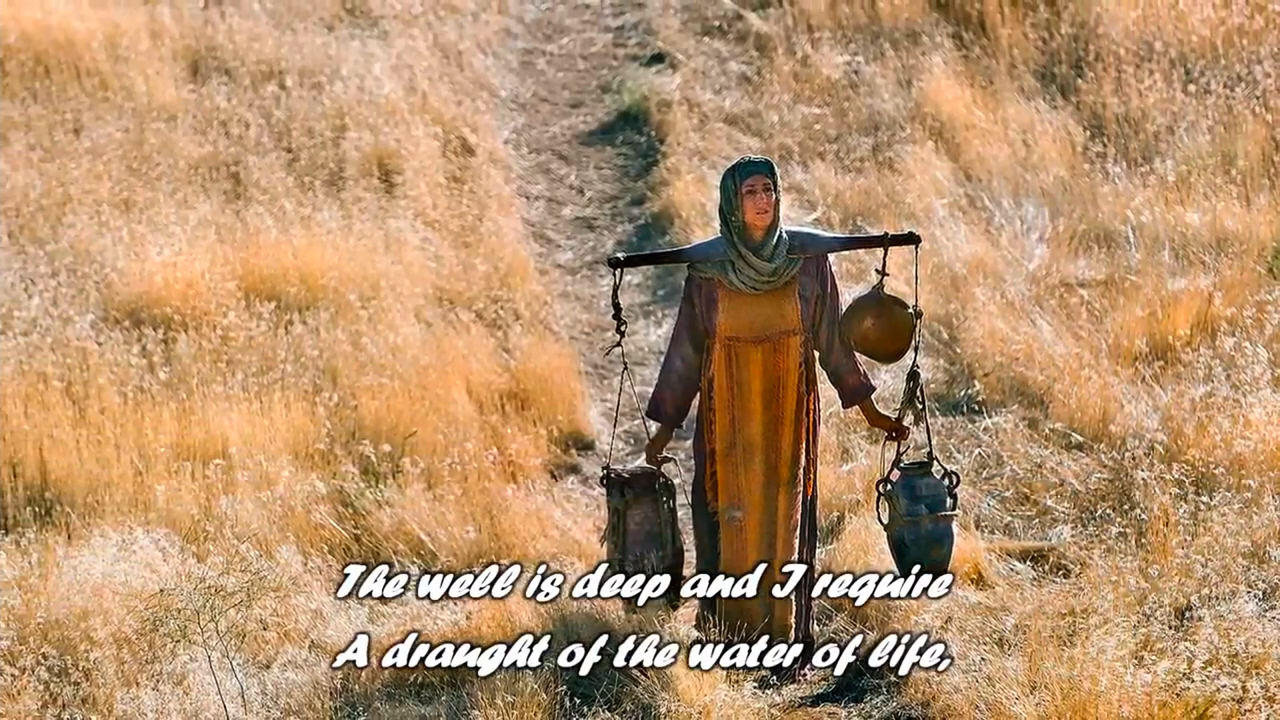 The well is deep and I require
A draught of the water of life,